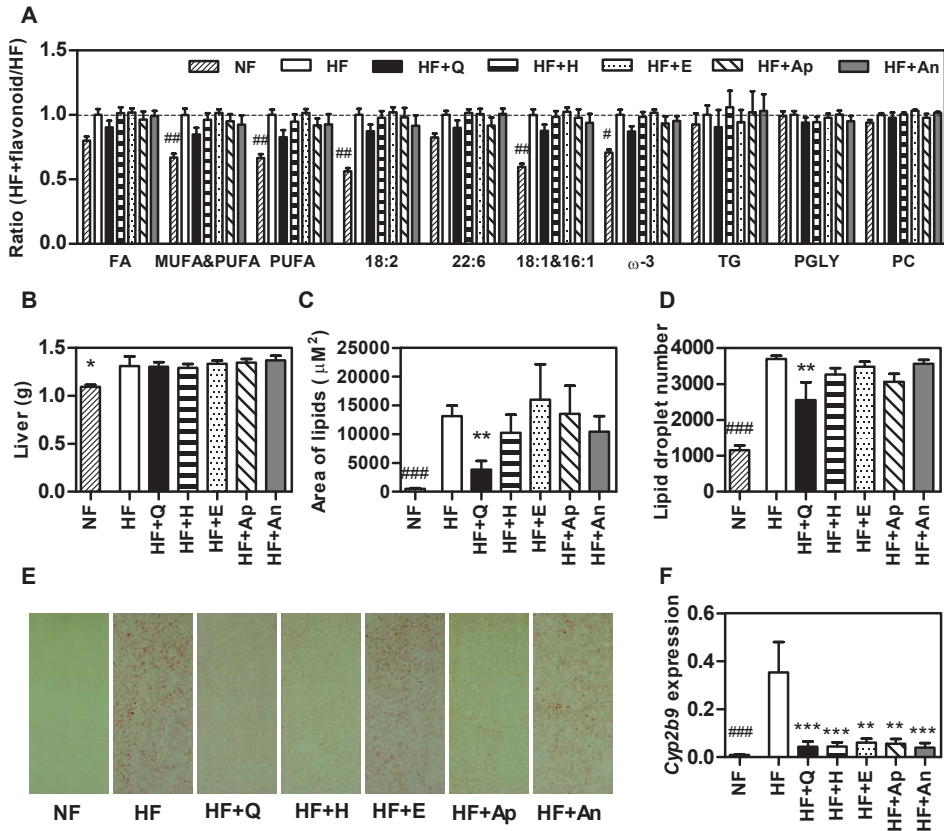 A
Ratio (HF+flavonoid/HF)
1.5
1.0
0.5
0.0
NF HF HF+Q HF+H HF+E HF+Ap HF+An
## ## ## ## #
FA MUFA&PUFA PUFA 18:2 22:6 18:1&16:1 ω-3 TG PGLY PC
B
Liver (g)
1.5
1.0
0.5
0.0
*
NF HF HF+Q HF+H HF+E HF+Ap HF+An
C
Area of lipids ( μM²)
25000
20000
15000
10000
5000
0
### **
NF HF HF+Q HF+H HF+E HF+Ap HF+An
D
Lipid droplet number
4000
3000
2000
1000
0
### **
NF HF HF+Q HF+H HF+E HF+Ap HF+An
E
NF HF HF+Q HF+H HF+E HF+Ap HF+An
F
Cyp2b9 expression
0.6
0.4
0.2
0.0
### *** *** ** ** ***
NF HF HF+Q HF+H HF+E HF+Ap HF+An